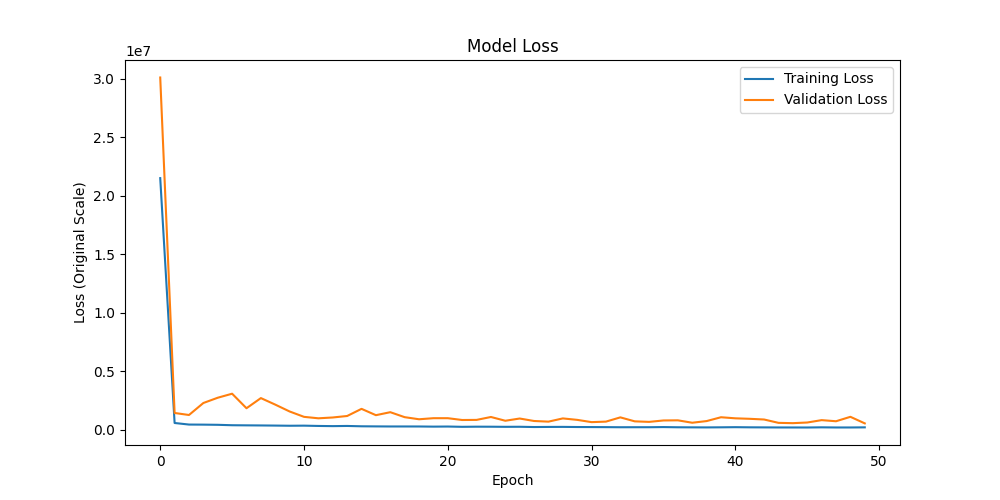 Model Loss
1e7
3.0
2.5
2.0
1.5
1.0
0.5
0.0
Loss (Original Scale)
Training Loss
Validation Loss
0 10 20 30 40 50
Epoch